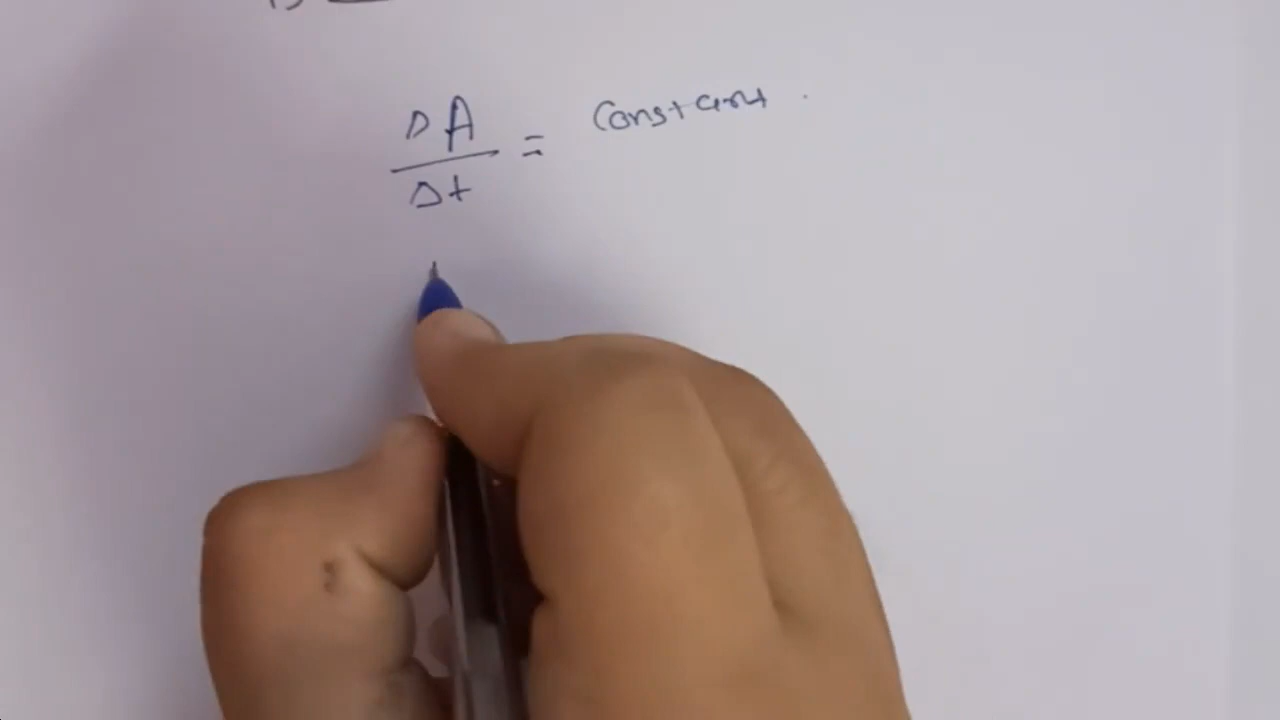 ΔA/Δt = Constant.